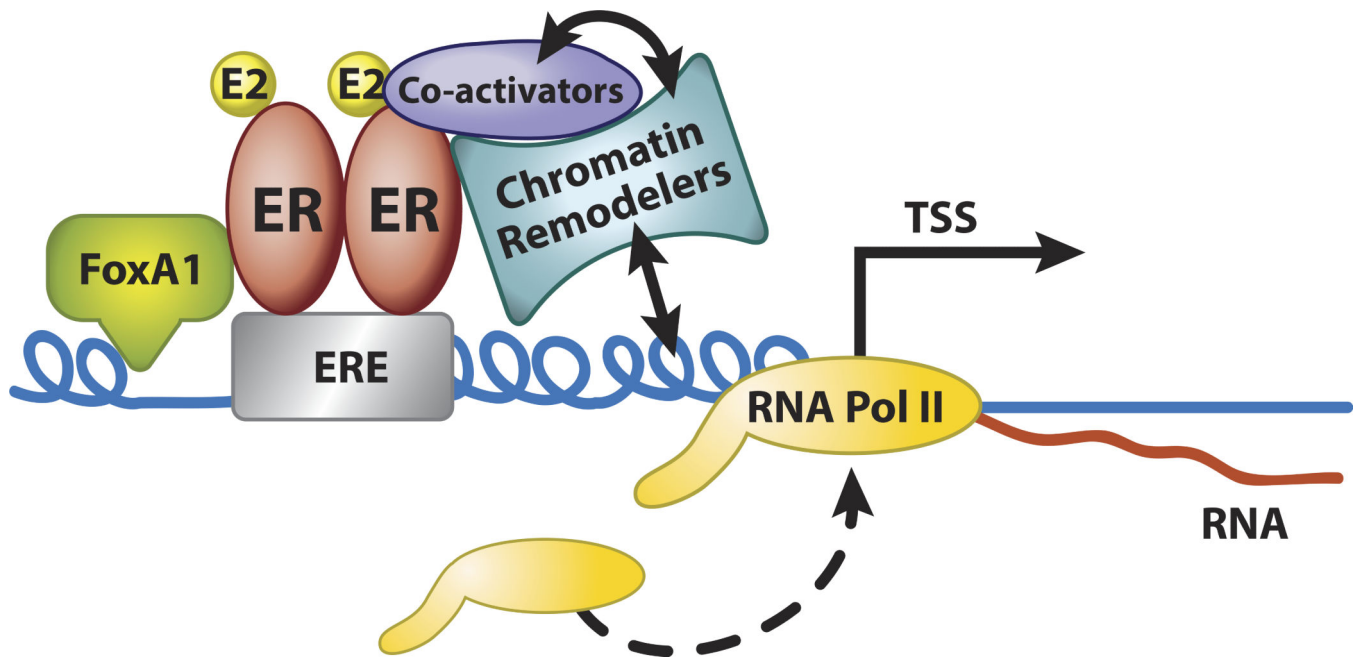 E2
E2
Co-activators
Chromatin
Remodelers
ER
ER
TSS
FoxA1
ERE
RNA Pol II
RNA